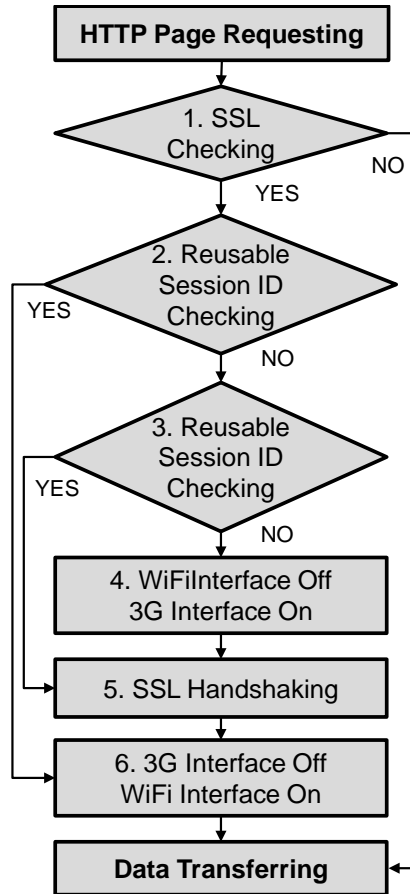 HTTP Page Requesting
1. SSL
Checking
NO
YES
2. Reusable
Session ID
Checking
YES
NO
3. Reusable
Session ID
Checking
YES
NO
4. WiFiInterface Off
3G Interface On
5. SSL Handshaking
6. 3G Interface Off
WiFi Interface On
Data Transferring